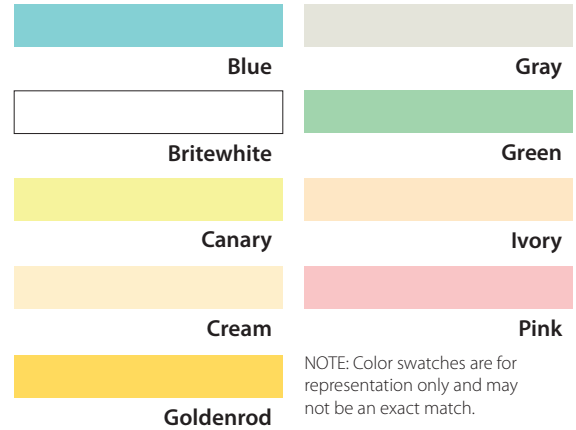 Blue
Britewhite
Canary
Cream
Goldenrod
Gray
Green
Ivory
Pink
NOTE: Color swatches are for
representation only and may
not be an exact match.